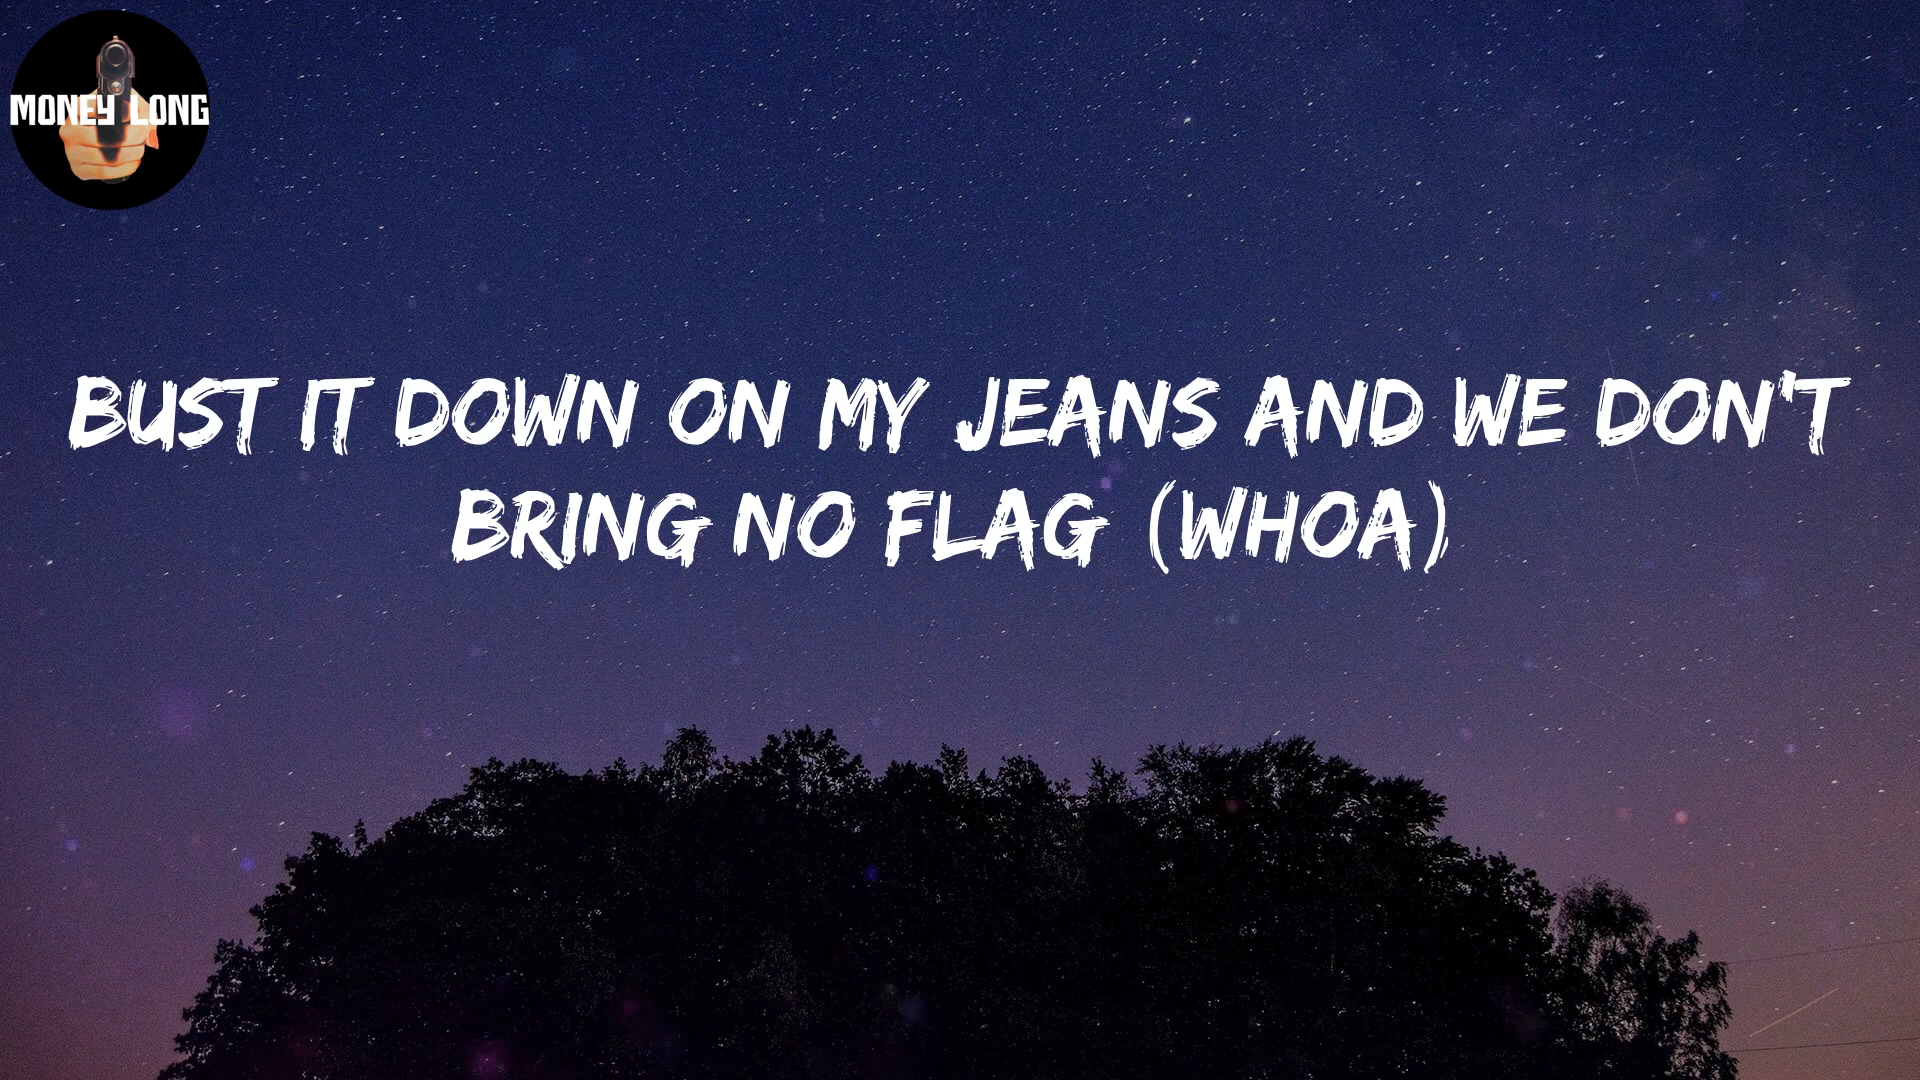 MONEY LONG
BUST IT DOWN ON MY JEANS AND WE DON'T
BRING NO FLAG (WHOA)